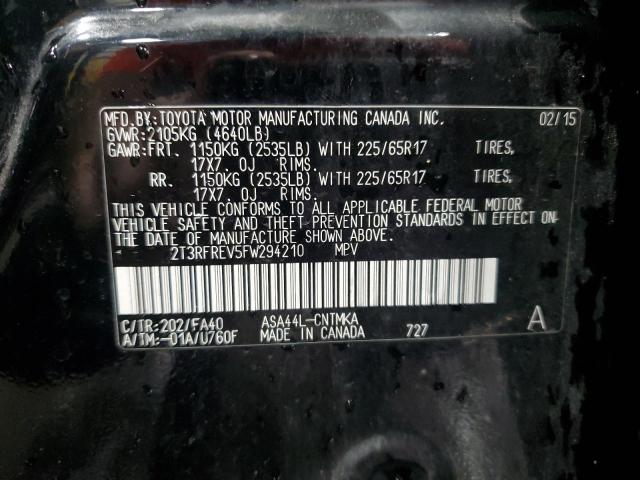 MFD.BY:TOYOTA MOTOR MANUFACTURING CANADA INC. 02/15
GVWR:2105KG (4640LB)
GAWR:FRT. 1150KG (2535LB) WITH 225/65R17 TIRES,
17X7.0J RIMS.
RR. 1150KG (2535LB) WITH 225/65R17 TIRES,
17X7.0J RIMS.
THIS VEHICLE CONFORMS TO ALL APPLICABLE FEDERAL MOTOR
VEHICLE SAFETY AND THEFT PREVENTION STANDARDS IN EFFECT ON
THE DATE OF MANUFACTURE SHOWN ABOVE.
2T3RFREV5FW294210 MPV
C/TR:202/FA40 ASA44L-CNTMKA
A/TM:-01A/U760F MADE IN CANADA 727 A